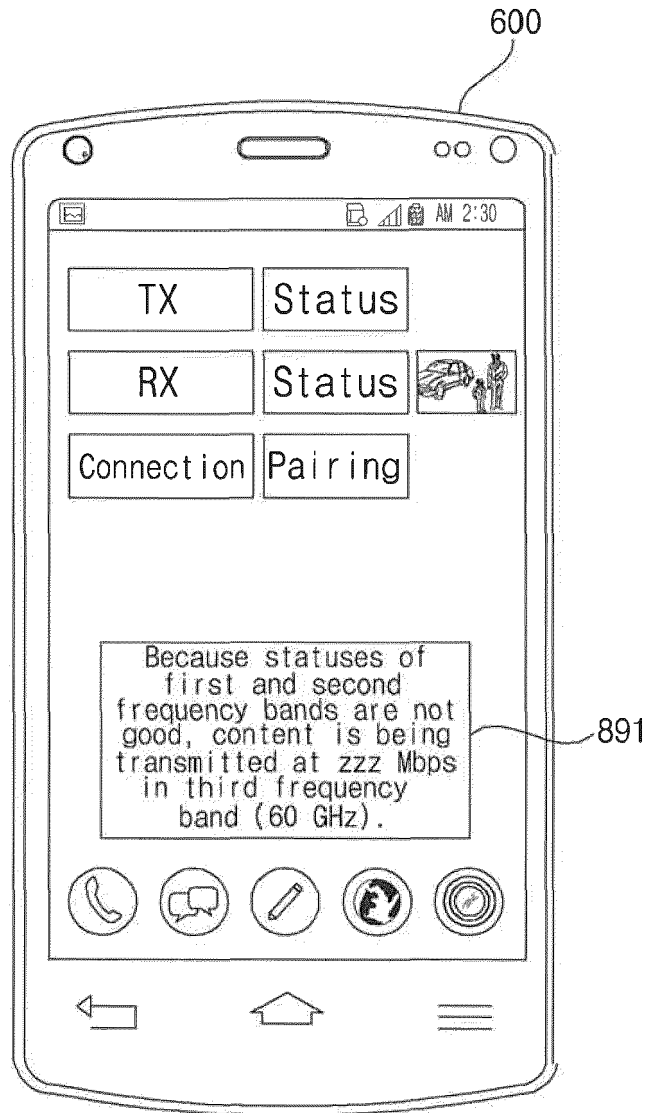 600
AM 2:30
TX Status
RX Status
Connection Pairing
Because statuses of
first and second
frequency bands are not
good, content is being
transmitted at zzz Mbps
in third frequency
band (60 GHz).
891